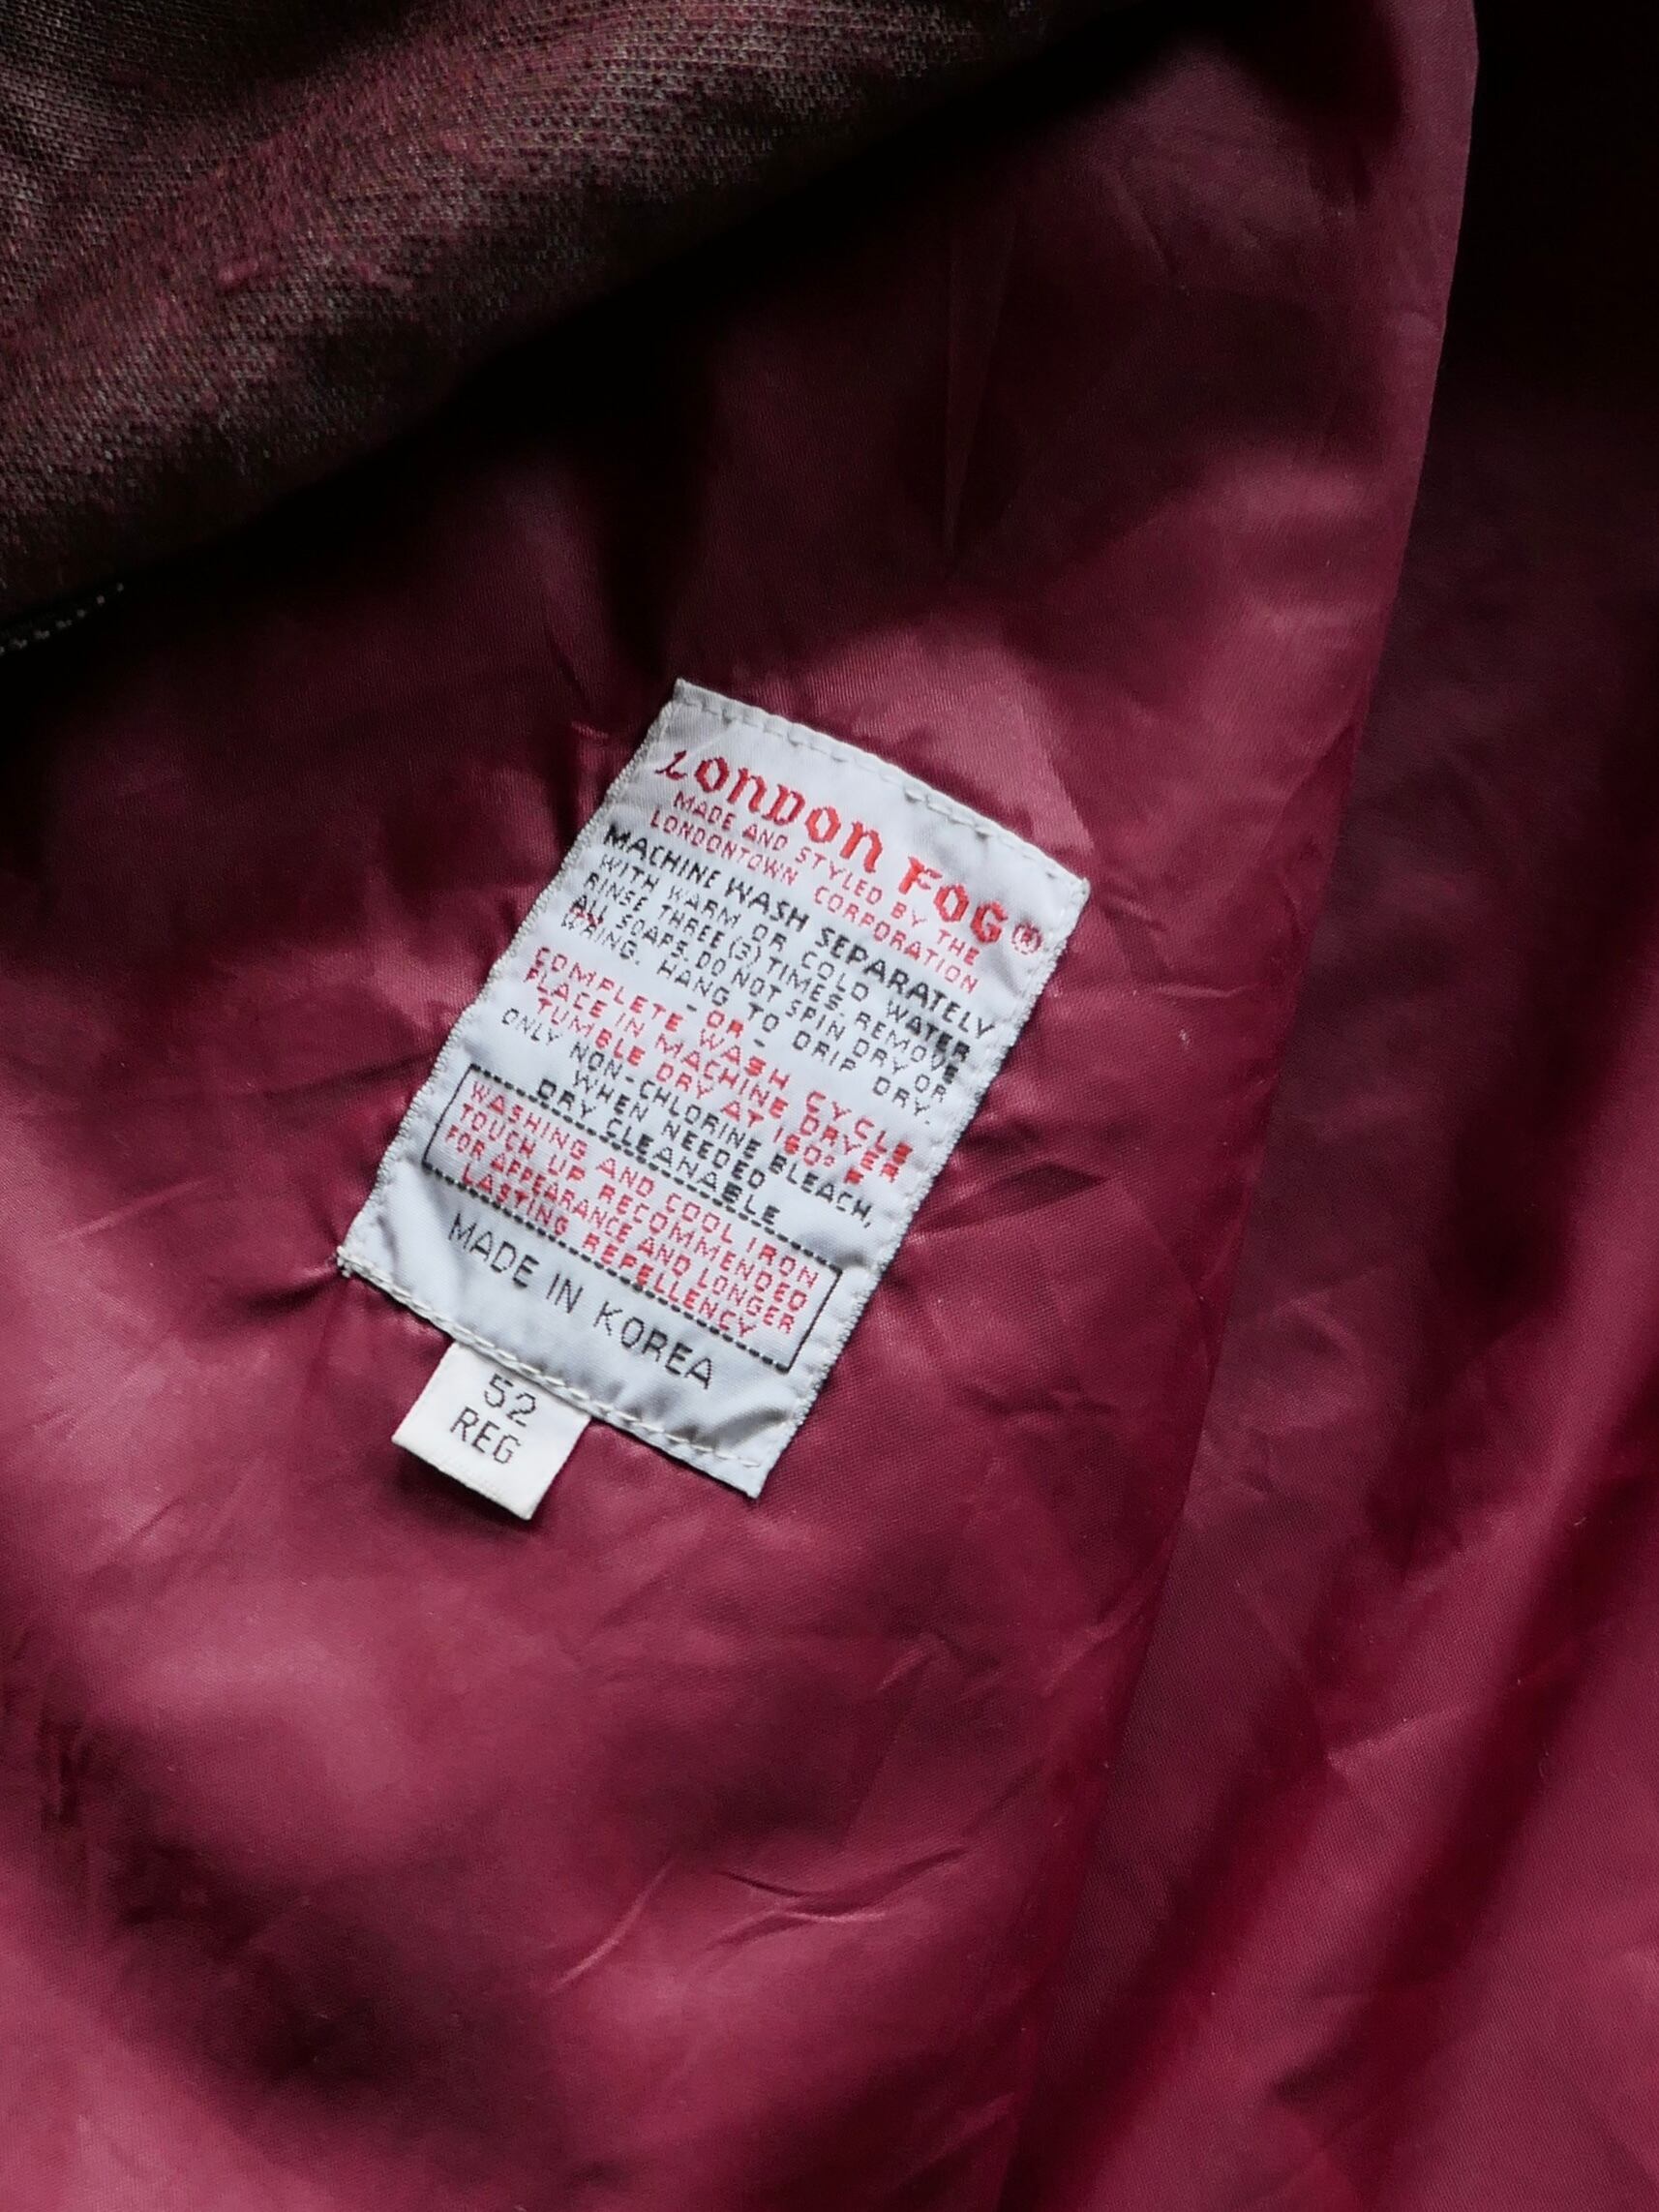 LONDON FOG®
MADE AND STYLED BY THE
LONDONTOWN CORPORATION
MACHINE WASH SEPARATELY
WITH WARM OR COLD WATER
RINSE THREE (3) TIMES. REMOVE
ALL SOAPS. DO NOT SPIN DRY OR
WRING. HANG TO DRIP DRY.
- OR -
COMPLETE WASH CYCLE
PLACE IN MACHINE DRYER
TUMBLE DRY AT 160° F
ONLY NON-CHLORINE BLEACH,
WHEN NEEDED
DRY CLEANABLE
WASHING AND COOL IRON
TOUCH UP RECOMMENDED
FOR APPEARANCE AND LONGER
LASTING REPELLENCY
MADE IN KOREA
52
REG